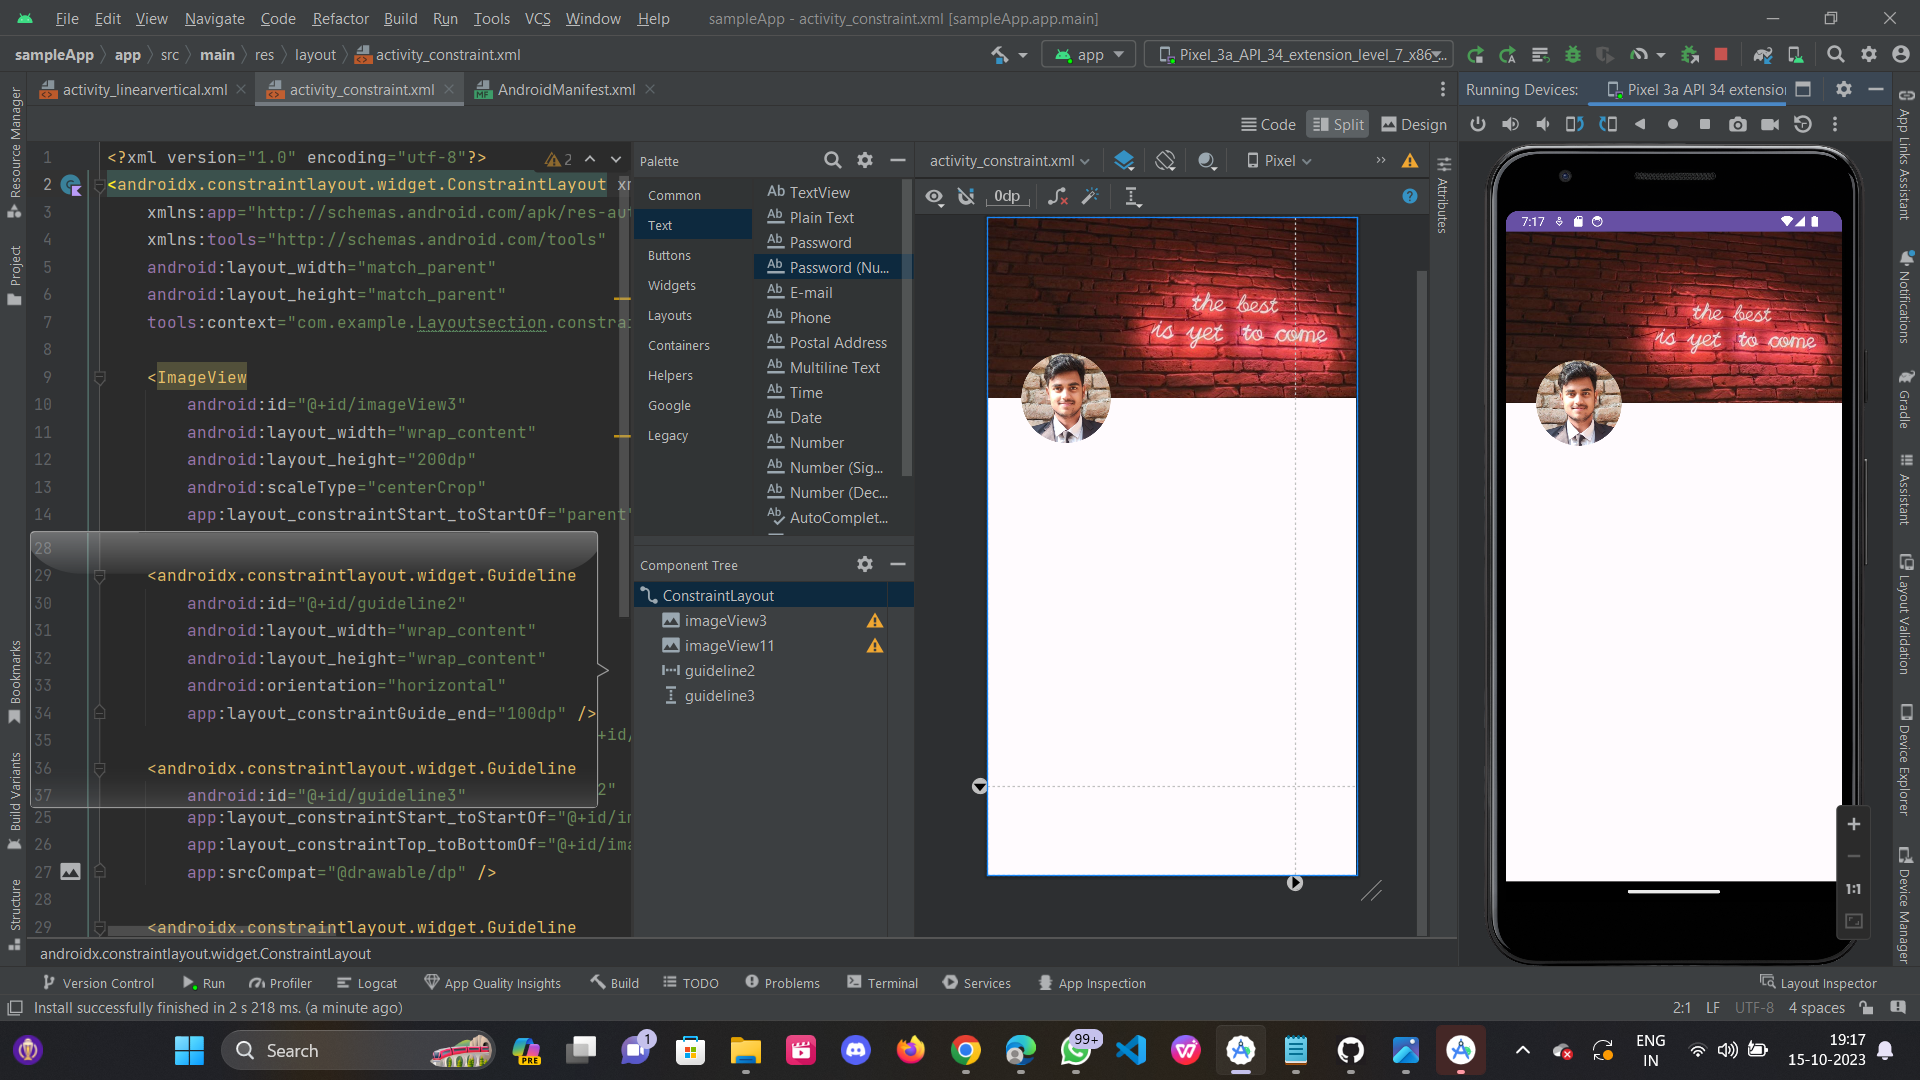 File Edit View Navigate Code Refactor Build Run Tools VCS Window Help sampleApp - activity_constraint.xml [sampleApp.app.main]
sampleApp app src main res layout activity_constraint.xml app Pixel_3a_API_34_extension_level_7_x86...
activity_linearvertical.xml activity_constraint.xml AndroidManifest.xml Running Devices: Pixel 3a API 34 extension
Code Split Design
1 <?xml version="1.0" encoding="utf-8"?> 2
2 <androidx.constraintlayout.widget.ConstraintLayout xm
3 xmlns:app="http://schemas.android.com/apk/res-aut
4 xmlns:tools="http://schemas.android.com/tools"
5 android:layout_width="match_parent"
6 android:layout_height="match_parent"
7 tools:context="com.example.Layoutsection.constrai
8
9 <ImageView
10 android:id="@+id/imageView3"
11 android:layout_width="wrap_content"
12 android:layout_height="200dp"
13 android:scaleType="centerCrop"
14 app:layout_constraintStart_toStartOf="parent"
28
29 <androidx.constraintlayout.widget.Guideline
30 android:id="@+id/guideline2"
31 android:layout_width="wrap_content"
32 android:layout_height="wrap_content"
33 android:orientation="horizontal"
34 app:layout_constraintGuide_end="100dp" />
35 +id/
36 <androidx.constraintlayout.widget.Guideline
37 android:id="@+id/guideline3" 2"
25 app:layout_constraintStart_toStartOf="@+id/im
26 app:layout_constraintTop_toBottomOf="@+id/ima
27 app:srcCompat="@drawable/dp" />
28
29 <androidx.constraintlayout.widget.Guideline
androidx.constraintlayout.widget.ConstraintLayout
Palette
Common
Text
Buttons
Widgets
Layouts
Containers
Helpers
Google
Legacy
Ab TextView
Ab Plain Text
Ab Password
Ab Password (Nu...
Ab E-mail
Ab Phone
Ab Postal Address
Ab Multiline Text
Ab Time
Ab Date
Ab Number
Ab Number (Sig...
Ab Number (Dec...
Ab AutoComplet...
Component Tree
ConstraintLayout
imageView3
imageView11
guideline2
guideline3
activity_constraint.xml Pixel
0dp
the best
is yet to come
7:17
the best
is yet to come
1:1
Resource Manager
Project
Bookmarks
Build Variants
Structure
Attributes
App Links Assistant
Notifications
Gradle
Assistant
Layout Validation
Device Explorer
Device Manager
Version Control Run Profiler Logcat App Quality Insights Build TODO Problems Terminal Services App Inspection Layout Inspector
Install successfully finished in 2 s 218 ms. (a minute ago) 2:1 LF UTF-8 4 spaces
Search PRE 1 99+ ENG IN 19:17
15-10-2023